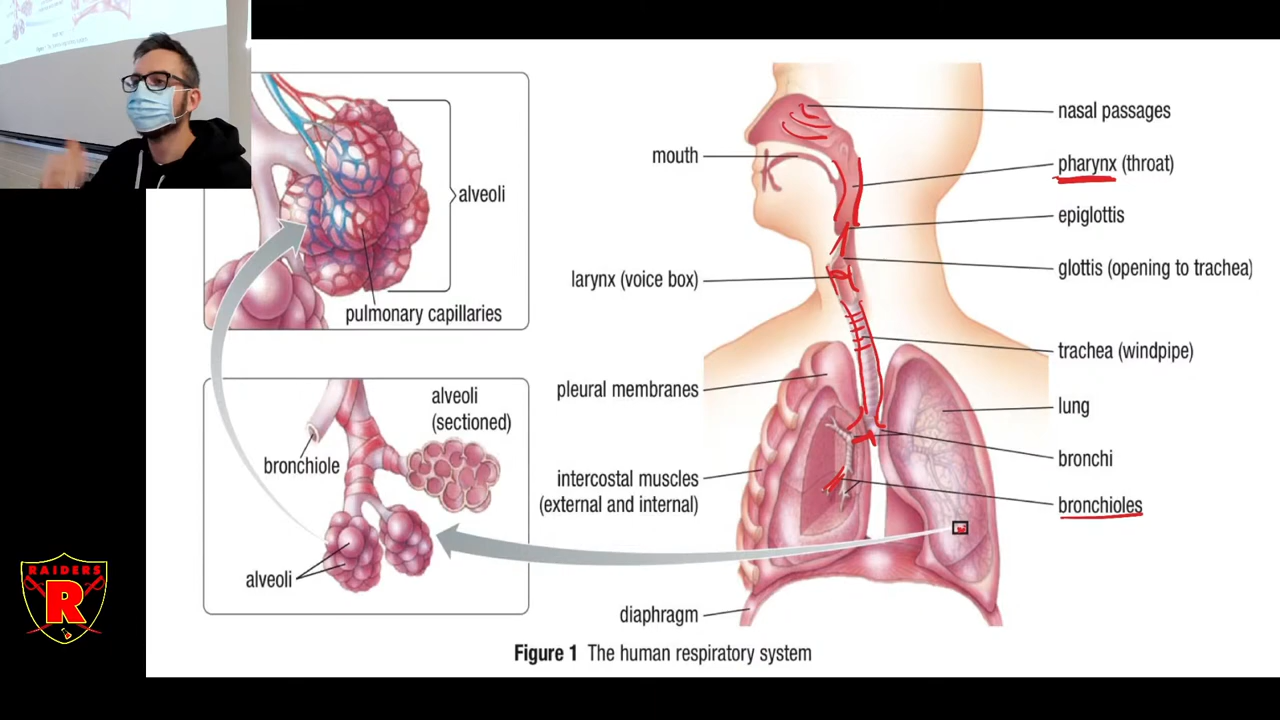 alveoli
pulmonary capillaries
alveoli
(sectioned)
bronchiole
alveoli
mouth
larynx (voice box)
pleural membranes
intercostal muscles
(external and internal)
diaphragm
nasal passages
pharynx (throat)
epiglottis
glottis (opening to trachea)
trachea (windpipe)
lung
bronchi
bronchioles
Figure 1 The human respiratory system
RAIDERS
R